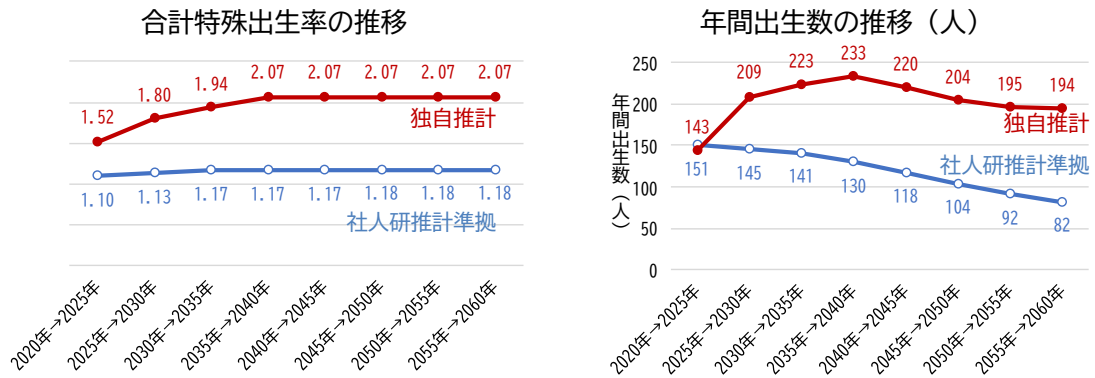 合計特殊出生率の推移
1.52
1.80
1.94
2.07
2.07
2.07
2.07
2.07
独自推計
1.10
1.13
1.17
1.17
1.17
1.18
1.18
1.18
社人研推計準拠
2020年→2025年
2025年→2030年
2030年→2035年
2035年→2040年
2040年→2045年
2045年→2050年
2050年→2055年
2055年→2060年
年間出生数の推移（人）
年間出生数（人）
250
200
150
100
50
0
143
209
223
233
220
204
195
194
独自推計
社人研推計準拠
151
145
141
130
118
104
92
82
2020年→2025年
2025年→2030年
2030年→2035年
2035年→2040年
2040年→2045年
2045年→2050年
2050年→2055年
2055年→2060年